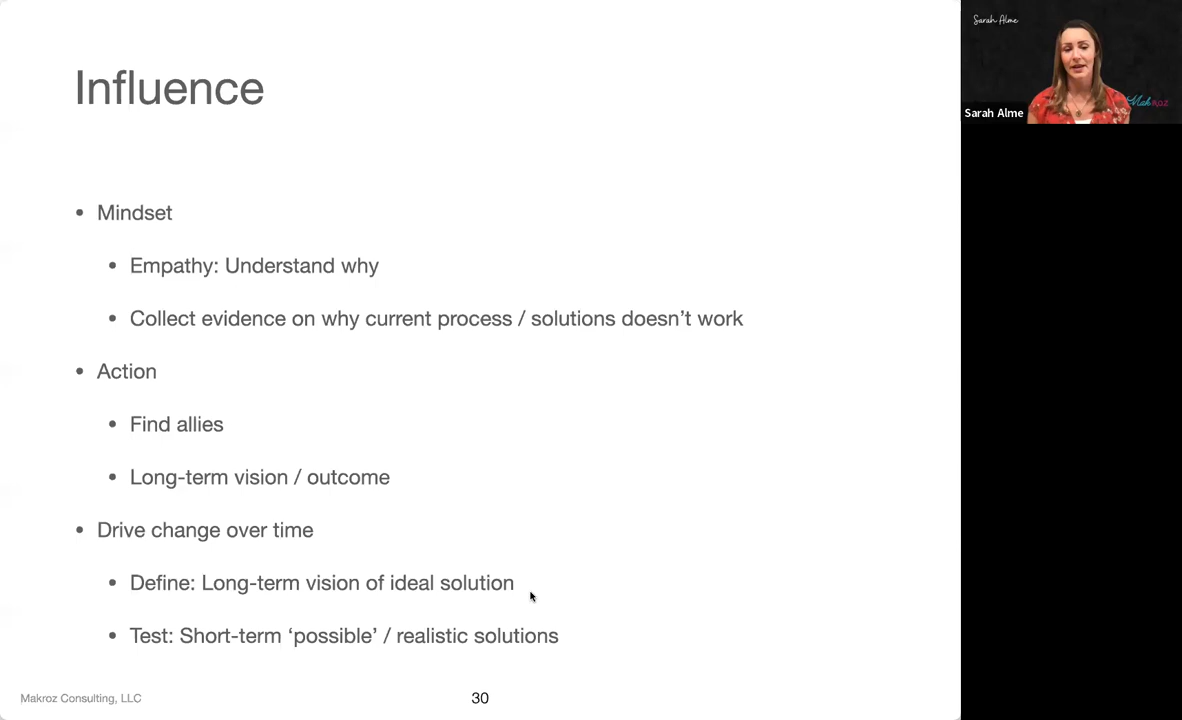 Influence
• Mindset
• Empathy: Understand why
• Collect evidence on why current process / solutions doesn’t work
• Action
• Find allies
• Long-term vision / outcome
• Drive change over time
• Define: Long-term vision of ideal solution
• Test: Short-term ‘possible’ / realistic solutions
Makroz Consulting, LLC
30
Sarah Alme
Makroz
Sarah Alme